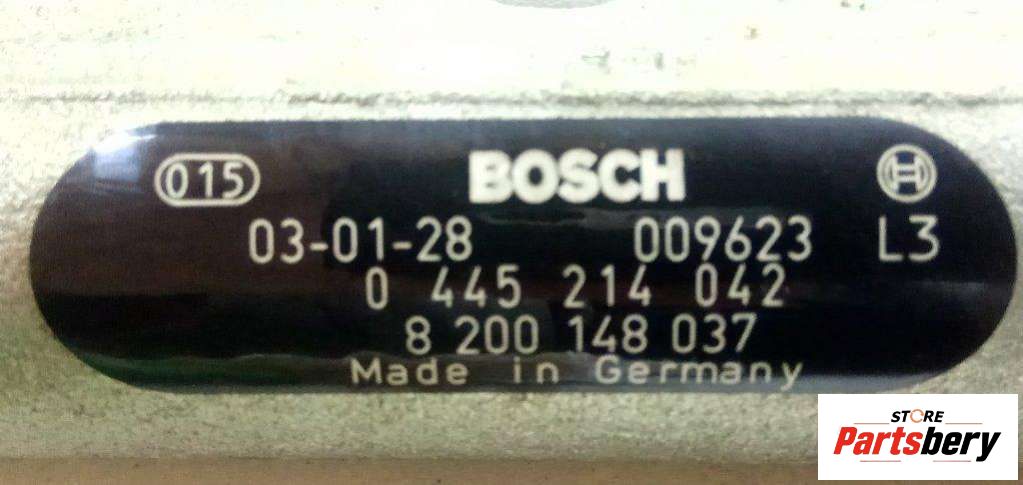 015 BOSCH
03-01-28 009623 L3
0 445 214 042
8 200 148 037
Made in Germany
STORE
Partsbery